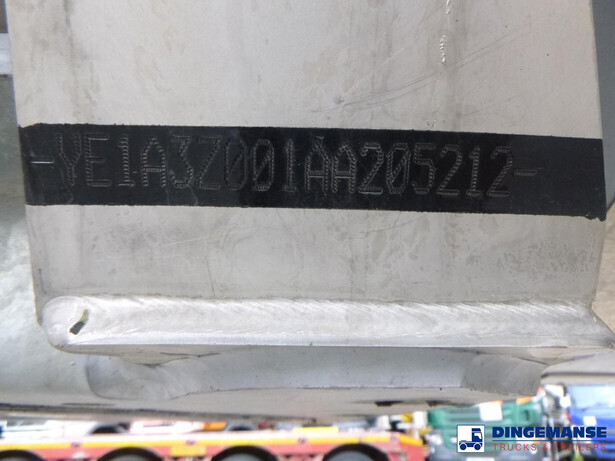 -YE1A3Z001AA205212-
DINGEMANSE
TRUCKS & TRAILERS